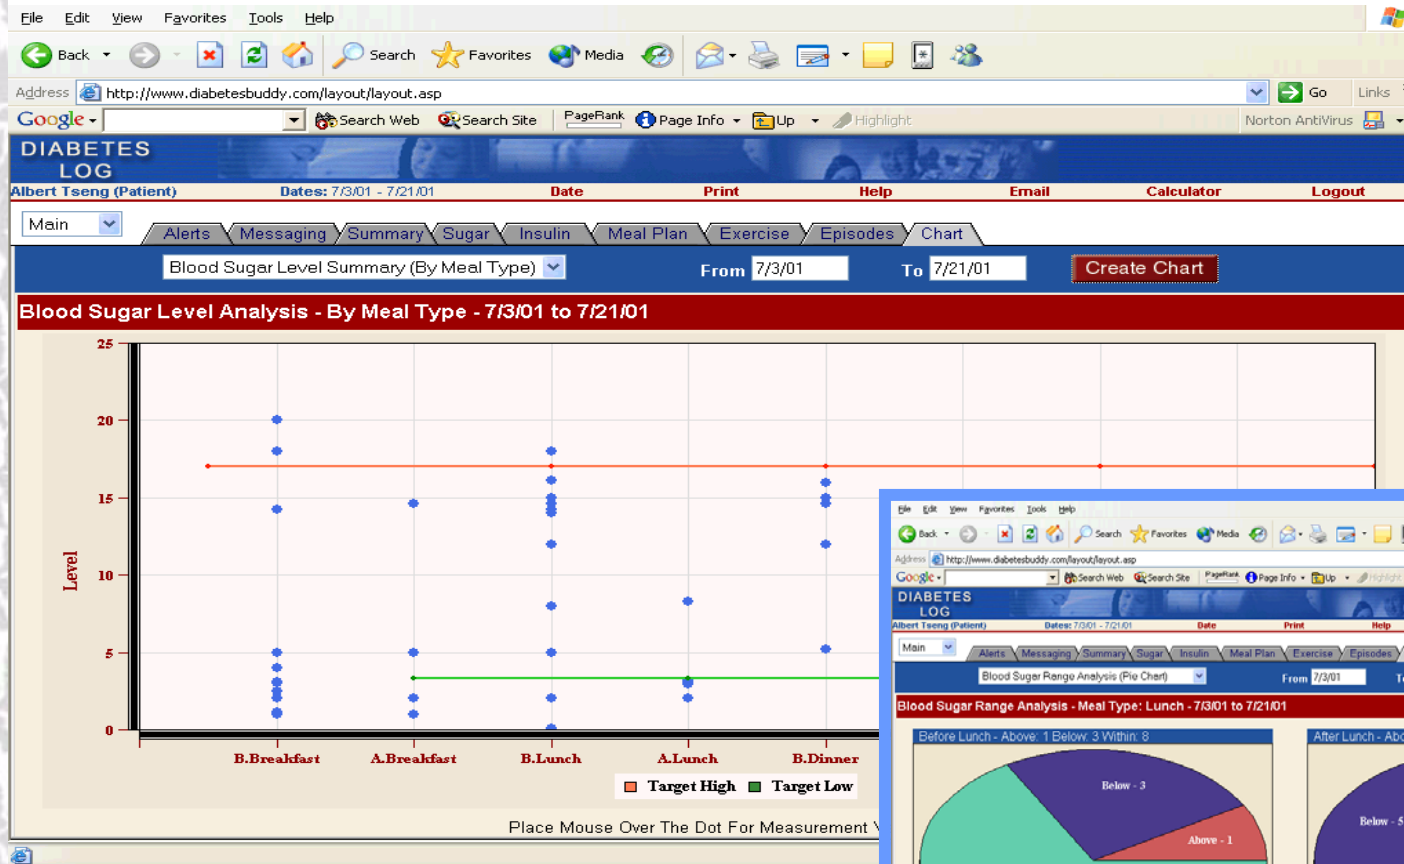 File Edit View Favorites Tools Help
Back Search Favorites Media
Address http://www.diabetesbuddy.com/layout/layout.asp Go Links
Google Search Web Search Site PageRank Page Info Up Highlight Norton AntiVirus
DIABETES
LOG
Albert Tseng (Patient) Dates: 7/3/01 - 7/21/01 Date Print Help Email Calculator Logout
Main Alerts Messaging Summary Sugar Insulin Meal Plan Exercise Episodes Chart
Blood Sugar Level Summary (By Meal Type) From 7/3/01 To 7/21/01 Create Chart
Blood Sugar Level Analysis - By Meal Type - 7/3/01 to 7/21/01
25
20
15
10
5
0
Level
B.Breakfast A.Breakfast B.Lunch A.Lunch B.Dinner
Target High Target Low
Place Mouse Over The Dot For Measurement
File Edit View Favorites Tools Help
Back Search Favorites Media
Address http://www.diabetesbuddy.com/layout/layout.asp
Google Search Web Search Site PageRank Page Info Up Highlight
DIABETES
LOG
Albert Tseng (Patient) Dates: 7/3/01 - 7/21/01 Date Print Help
Main Alerts Messaging Summary Sugar Insulin Meal Plan Exercise Episodes
Blood Sugar Range Analysis (Pie Chart) From 7/3/01
Blood Sugar Range Analysis - Meal Type: Lunch - 7/3/01 to 7/21/01
Before Lunch - Above: 1 Below: 3 Within: 8 After Lunch -
Below - 3
Above - 1
Below - 5